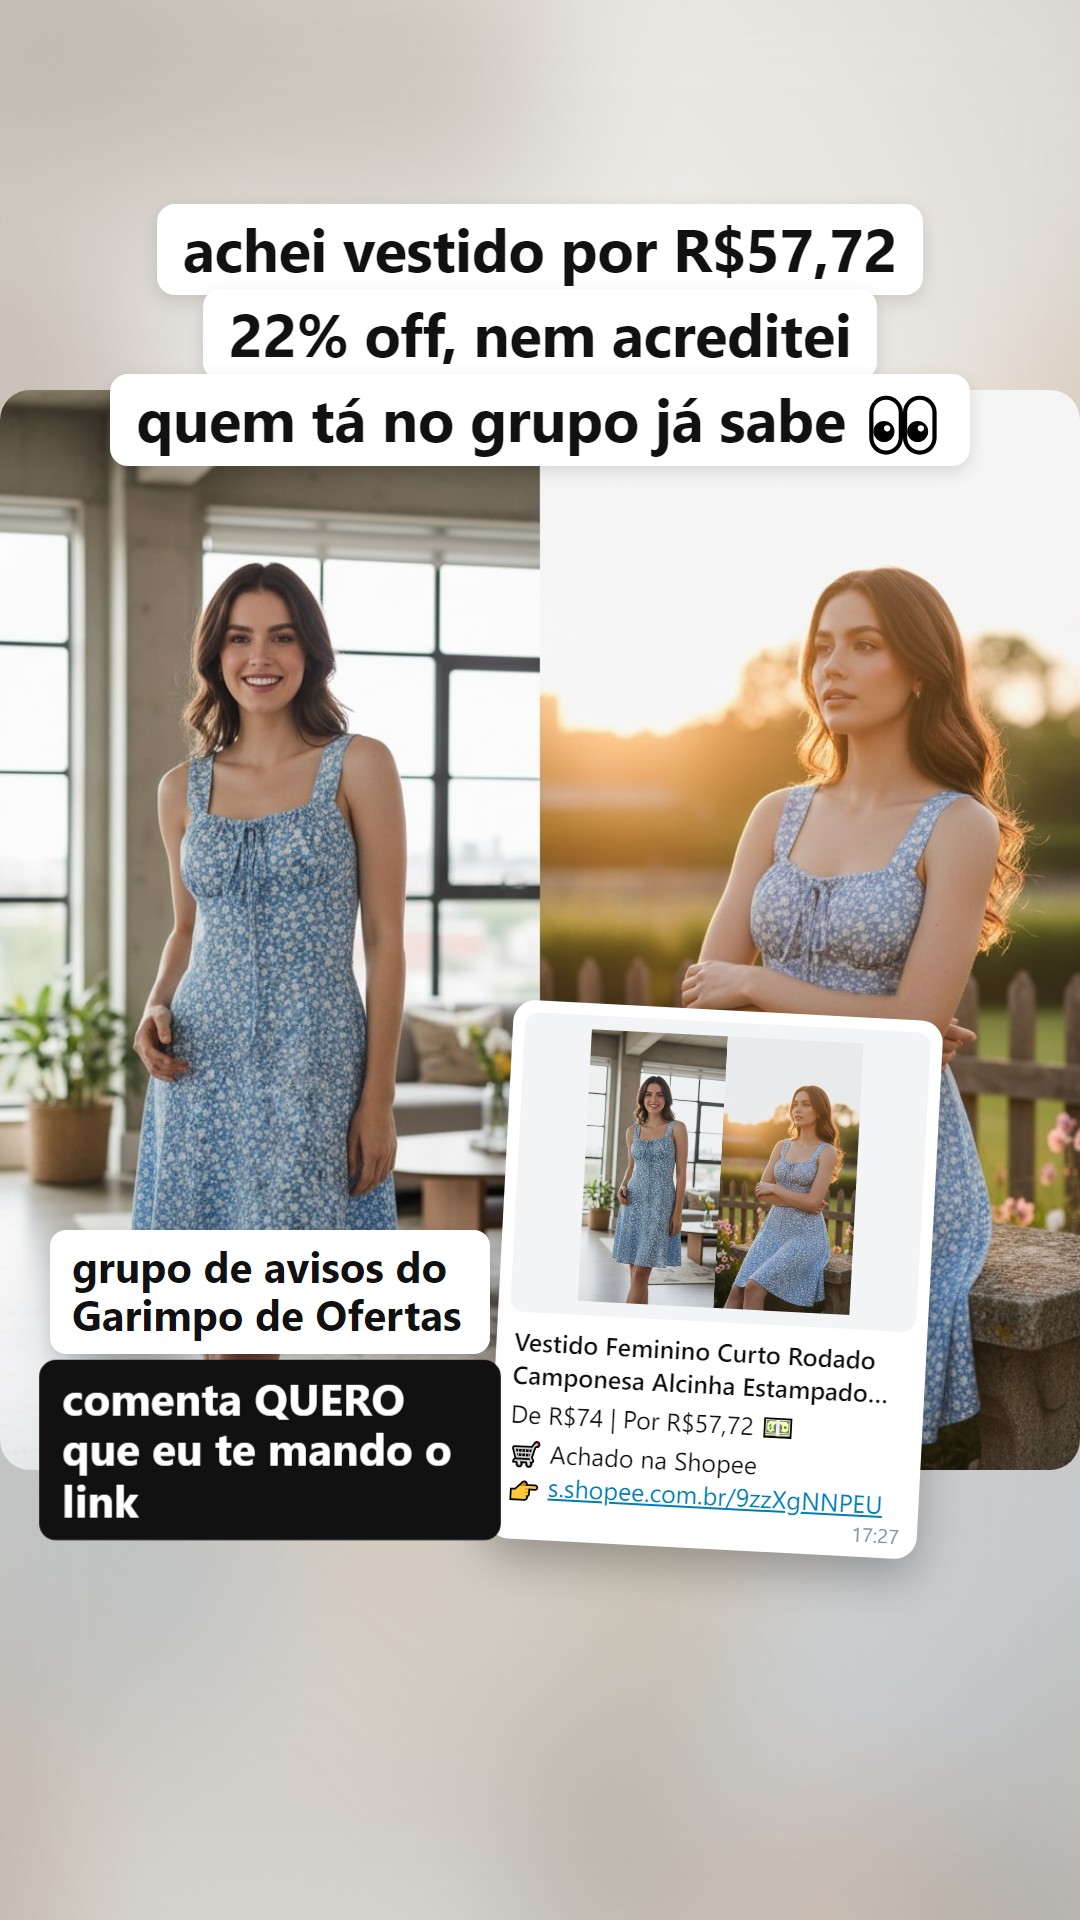 achei vestido por R$57,72
22% off, nem acreditei
quem tá no grupo já sabe 👀
grupo de avisos do
Garimpo de Ofertas
comenta QUERO
que eu te mando o
link
Vestido Feminino Curto Rodado
Camponesa Alcinha Estampado...
De R$74 | Por R$57,72 💵
🛒 Achado na Shopee
👉 s.shopee.com.br/9zzXgNNPEU
17:27